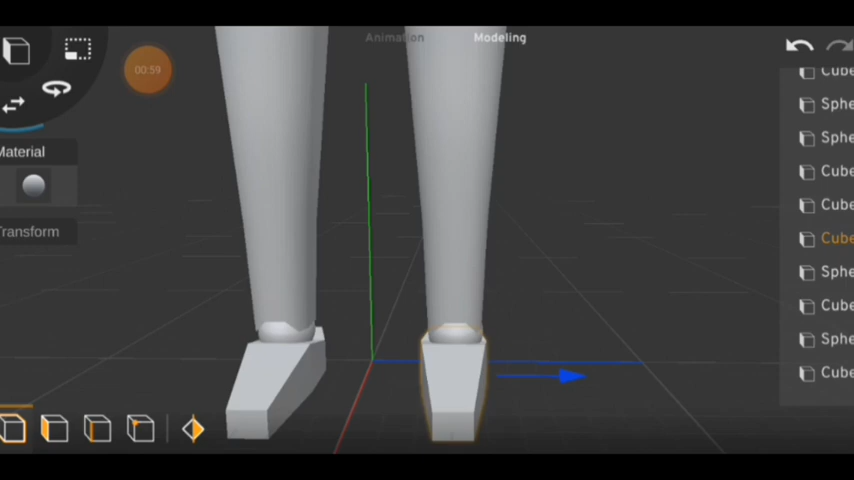 Animation Modeling
00:59
Material
Transform
Cube
Sphe
Sphe
Cube
Cube
Cube
Sphe
Cube
Sphe
Cube